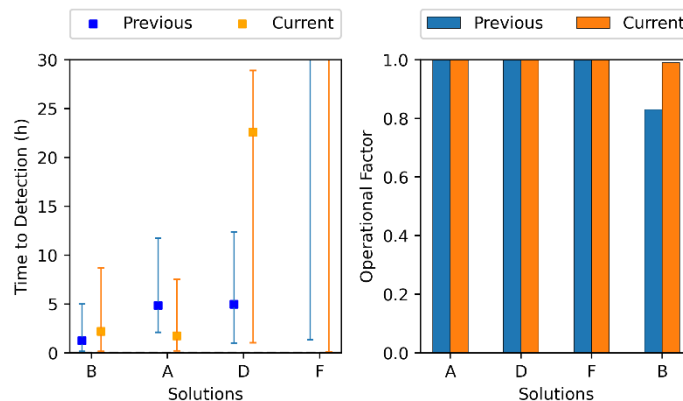 Previous Current
Time to Detection (h)
30
25
20
15
10
5
0
B A D F
Solutions
Previous Current
Operational Factor
1.0
0.8
0.6
0.4
0.2
0.0
A D F B
Solutions